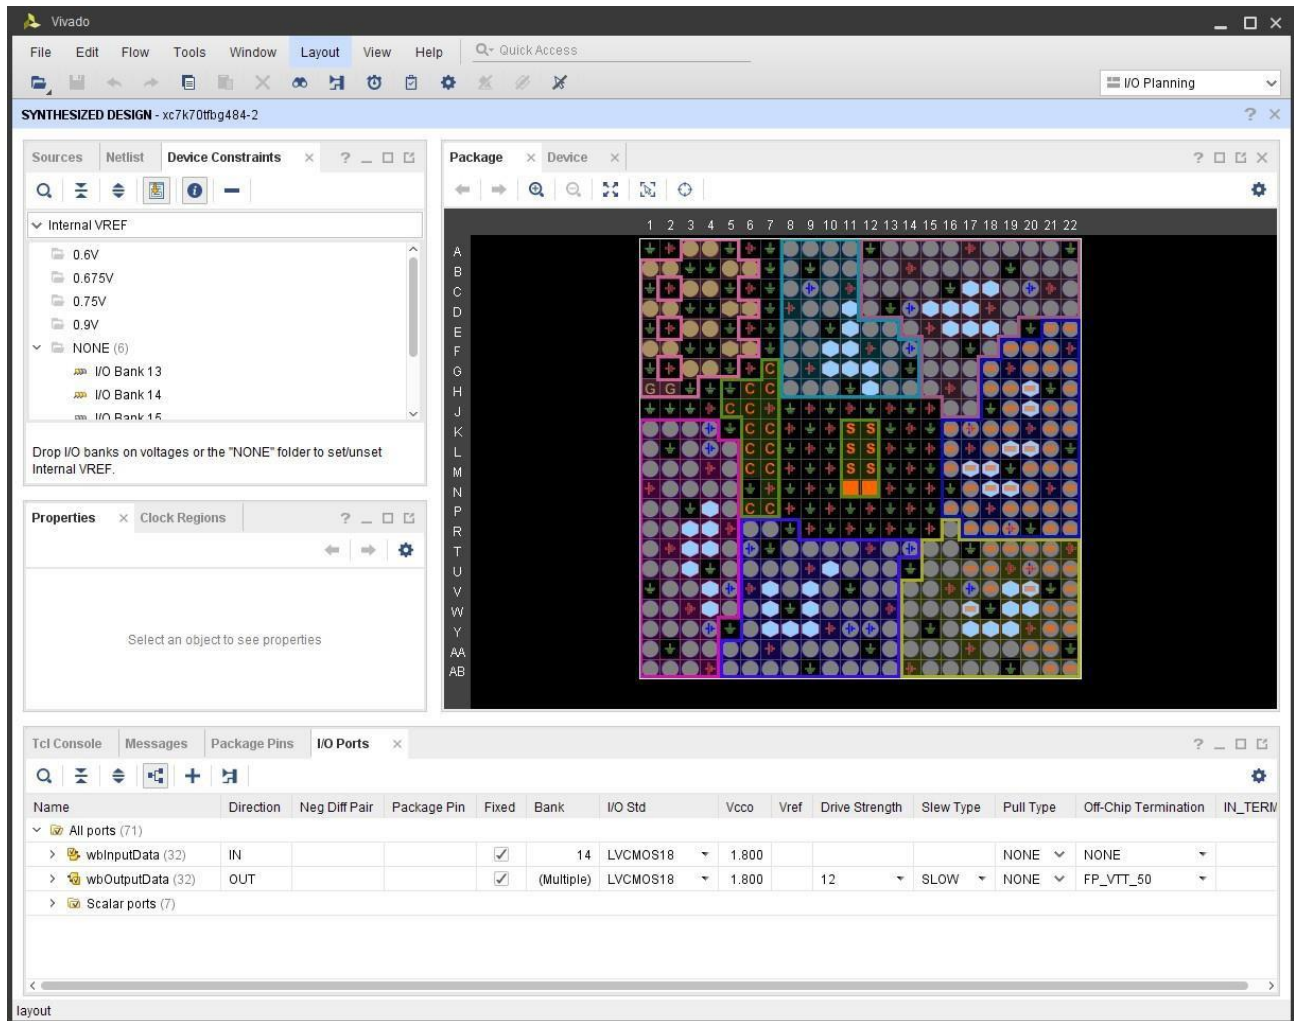 Vivado
File Edit Flow Tools Window Layout View Help Quick Access
I/O Planning
SYNTHESIZED DESIGN - xc7k70tfbg484-2
Sources Netlist Device Constraints
Internal VREF
0.6V
0.675V
0.75V
0.9V
NONE (6)
I/O Bank 13
I/O Bank 14
I/O Bank 15
Drop I/O banks on voltages or the "NONE" folder to set/unset
Internal VREF.
Properties Clock Regions
Select an object to see properties
Package Device
1 2 3 4 5 6 7 8 9 10 11 12 13 14 15 16 17 18 19 20 21 22
A
B
C
D
E
F
G C
H G G C C
J C C
K C C S S
L C C S S
M C C S S
N
P C C
R
T
U
V
W
Y
AA
AB
Tcl Console Messages Package Pins I/O Ports
Name Direction Neg Diff Pair Package Pin Fixed Bank I/O Std Vcco Vref Drive Strength Slew Type Pull Type Off-Chip Termination IN_TERM
All ports (71)
wbInputData (32) IN 14 LVCMOS18 1.800 NONE NONE
wbOutputData (32) OUT (Multiple) LVCMOS18 1.800 12 SLOW NONE FP_VTT_50
Scalar ports (7)
layout